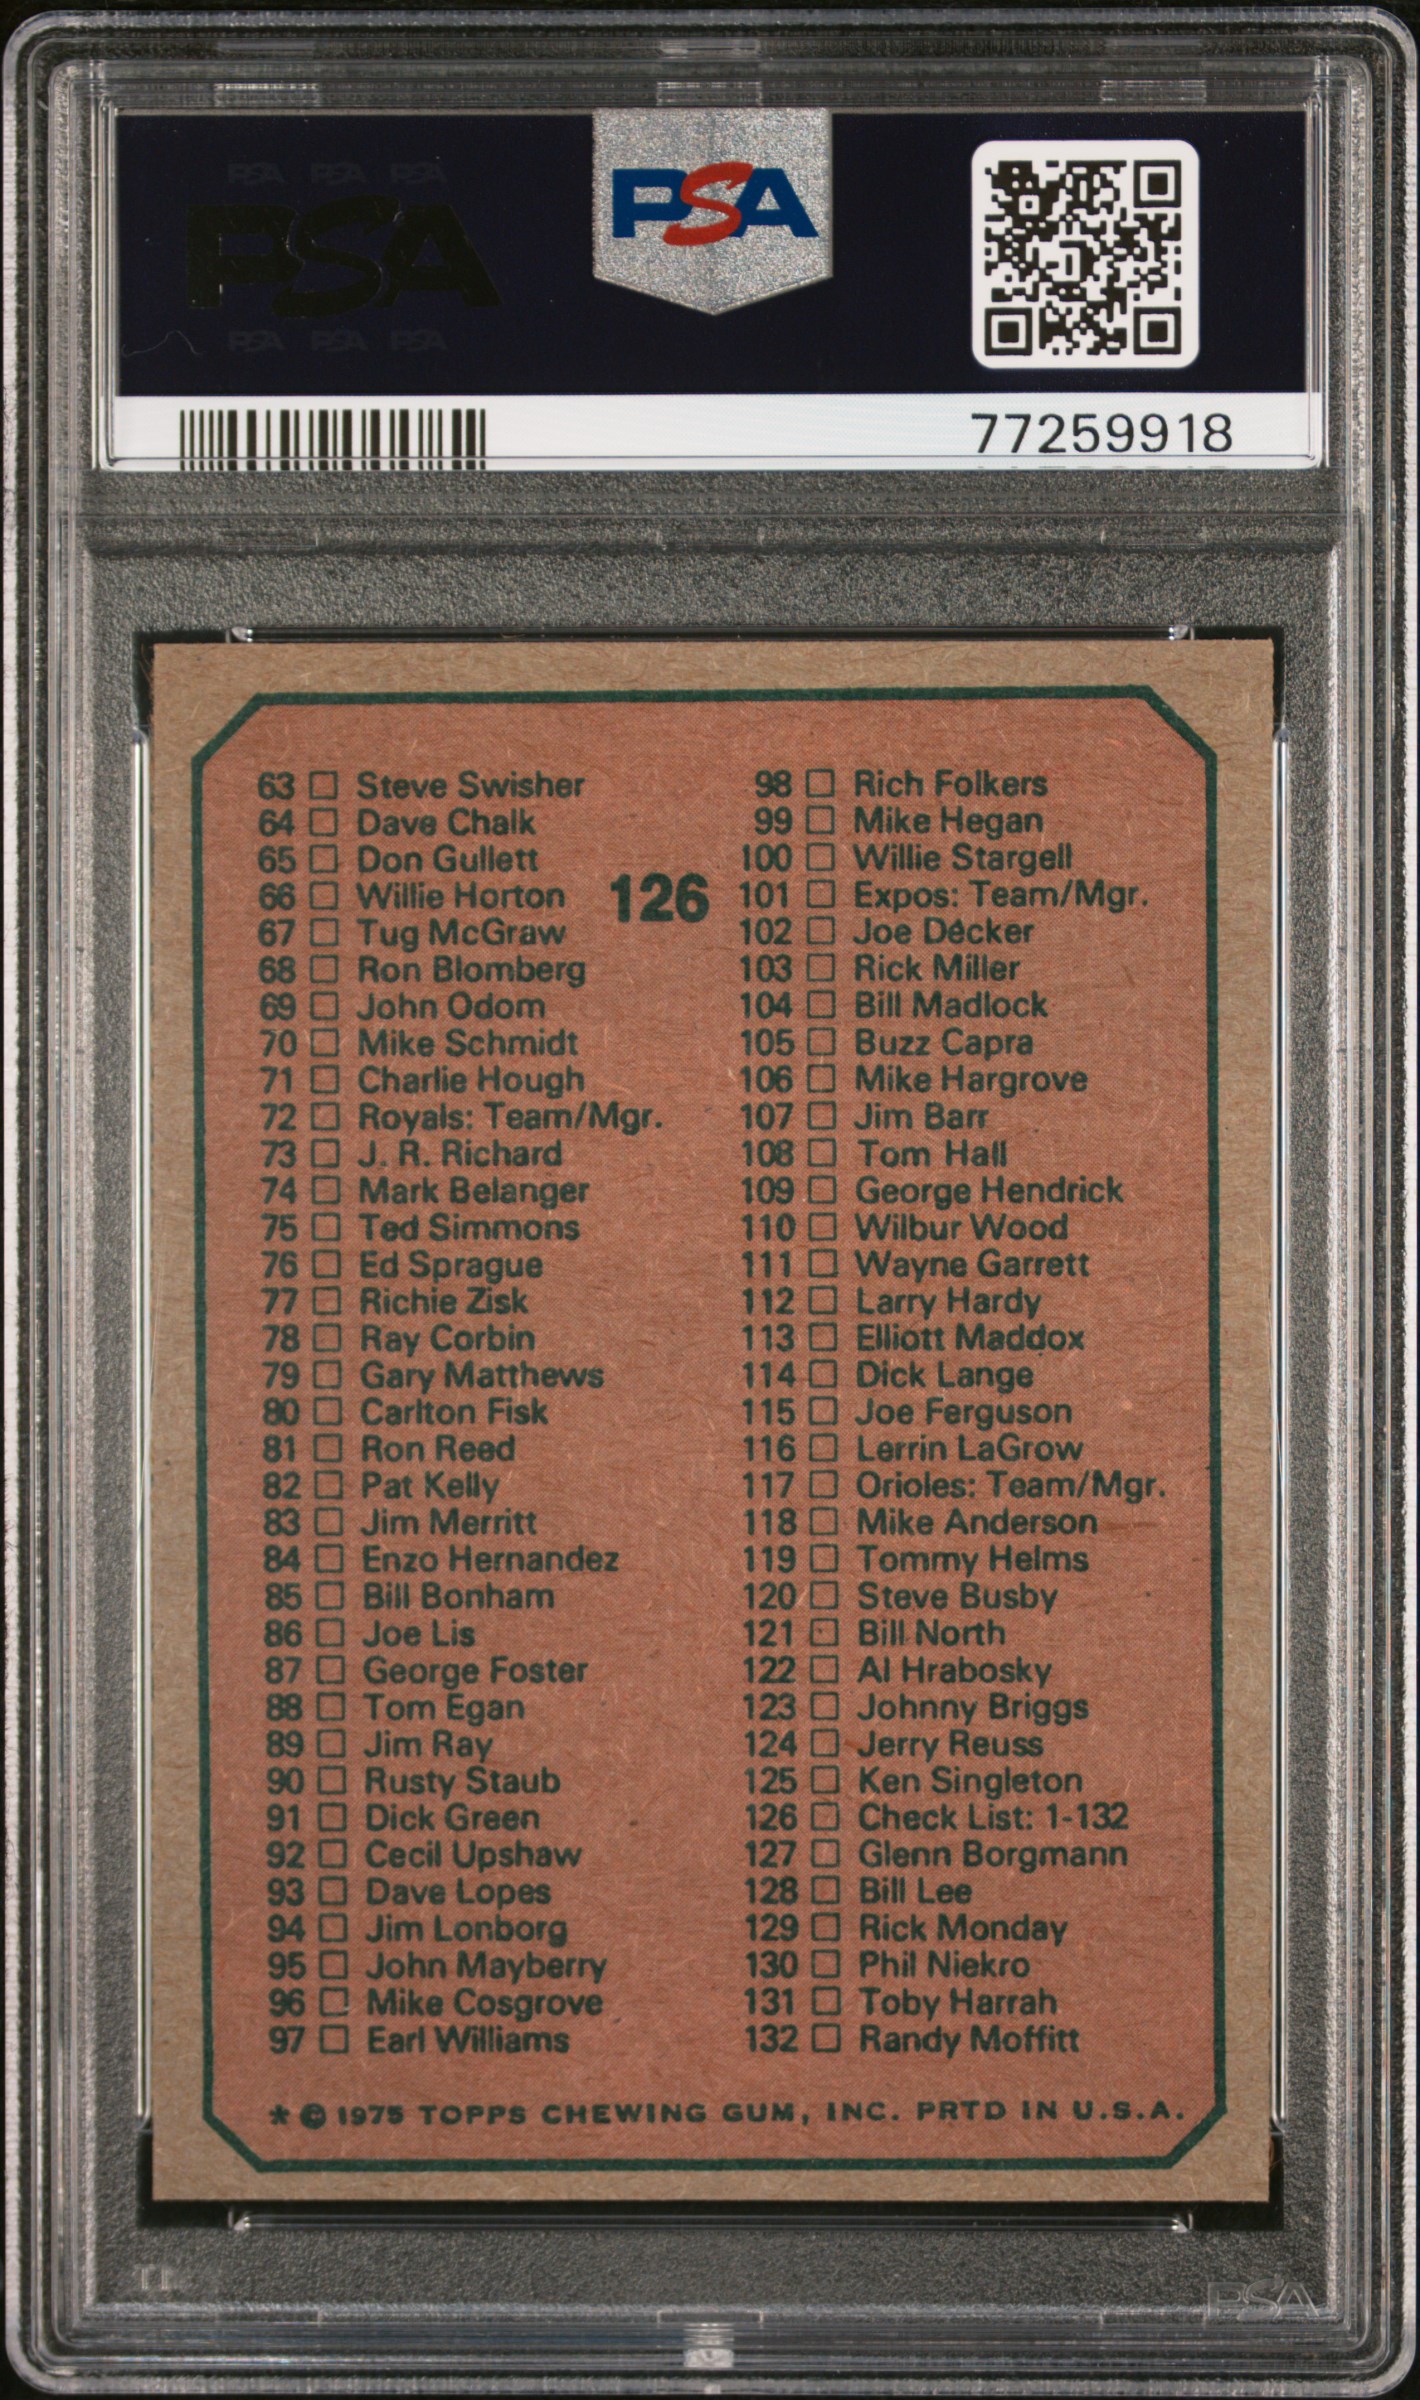 PSA PSA PSA
PSA
PSA PSA PSA
PSA
77259918
63 Steve Swisher
64 Dave Chalk
65 Don Gullett
66 Willie Horton
67 Tug McGraw
68 Ron Blomberg
69 John Odom
70 Mike Schmidt
71 Charlie Hough
72 Royals: Team/Mgr.
73 J. R. Richard
74 Mark Belanger
75 Ted Simmons
76 Ed Sprague
77 Richie Zisk
78 Ray Corbin
79 Gary Matthews
80 Carlton Fisk
81 Ron Reed
82 Pat Kelly
83 Jim Merritt
84 Enzo Hernandez
85 Bill Bonham
86 Joe Lis
87 George Foster
88 Tom Egan
89 Jim Ray
90 Rusty Staub
91 Dick Green
92 Cecil Upshaw
93 Dave Lopes
94 Jim Lonborg
95 John Mayberry
96 Mike Cosgrove
97 Earl Williams
126
98 Rich Folkers
99 Mike Hegan
100 Willie Stargell
101 Expos: Team/Mgr.
102 Joe Decker
103 Rick Miller
104 Bill Madlock
105 Buzz Capra
106 Mike Hargrove
107 Jim Barr
108 Tom Hall
109 George Hendrick
110 Wilbur Wood
111 Wayne Garrett
112 Larry Hardy
113 Elliott Maddox
114 Dick Lange
115 Joe Ferguson
116 Lerrin LaGrow
117 Orioles: Team/Mgr.
118 Mike Anderson
119 Tommy Helms
120 Steve Busby
121 Bill North
122 Al Hrabosky
123 Johnny Briggs
124 Jerry Reuss
125 Ken Singleton
126 Check List: 1-132
127 Glenn Borgmann
128 Bill Lee
129 Rick Monday
130 Phil Niekro
131 Toby Harrah
132 Randy Moffitt
* © 1975 TOPPS CHEWING GUM, INC. PRTD IN U.S.A.
PSA